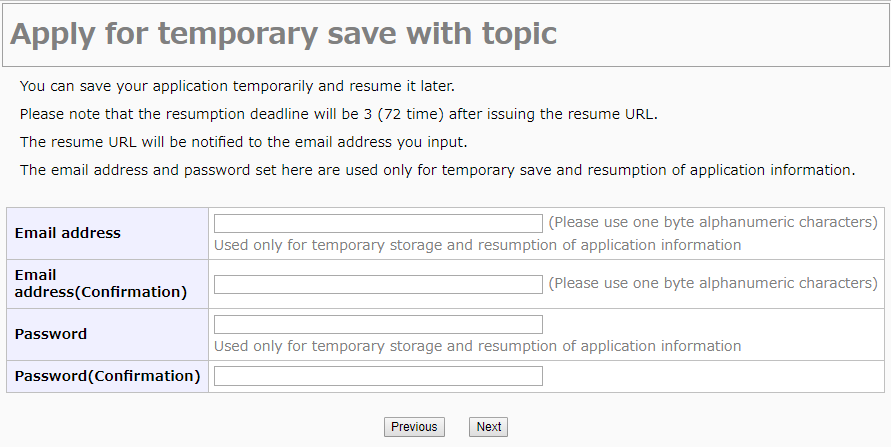 Apply for temporary save with topic
You can save your application temporarily and resume it later.
Please note that the resumption deadline will be 3 (72 time) after issuing the resume URL.
The resume URL will be notified to the email address you input.
The email address and password set here are used only for temporary save and resumption of application information.
Email address
(Please use one byte alphanumeric characters)
Used only for temporary storage and resumption of application information
Email
address(Confirmation)
(Please use one byte alphanumeric characters)
Password
Used only for temporary storage and resumption of application information
Password(Confirmation)
Previous Next